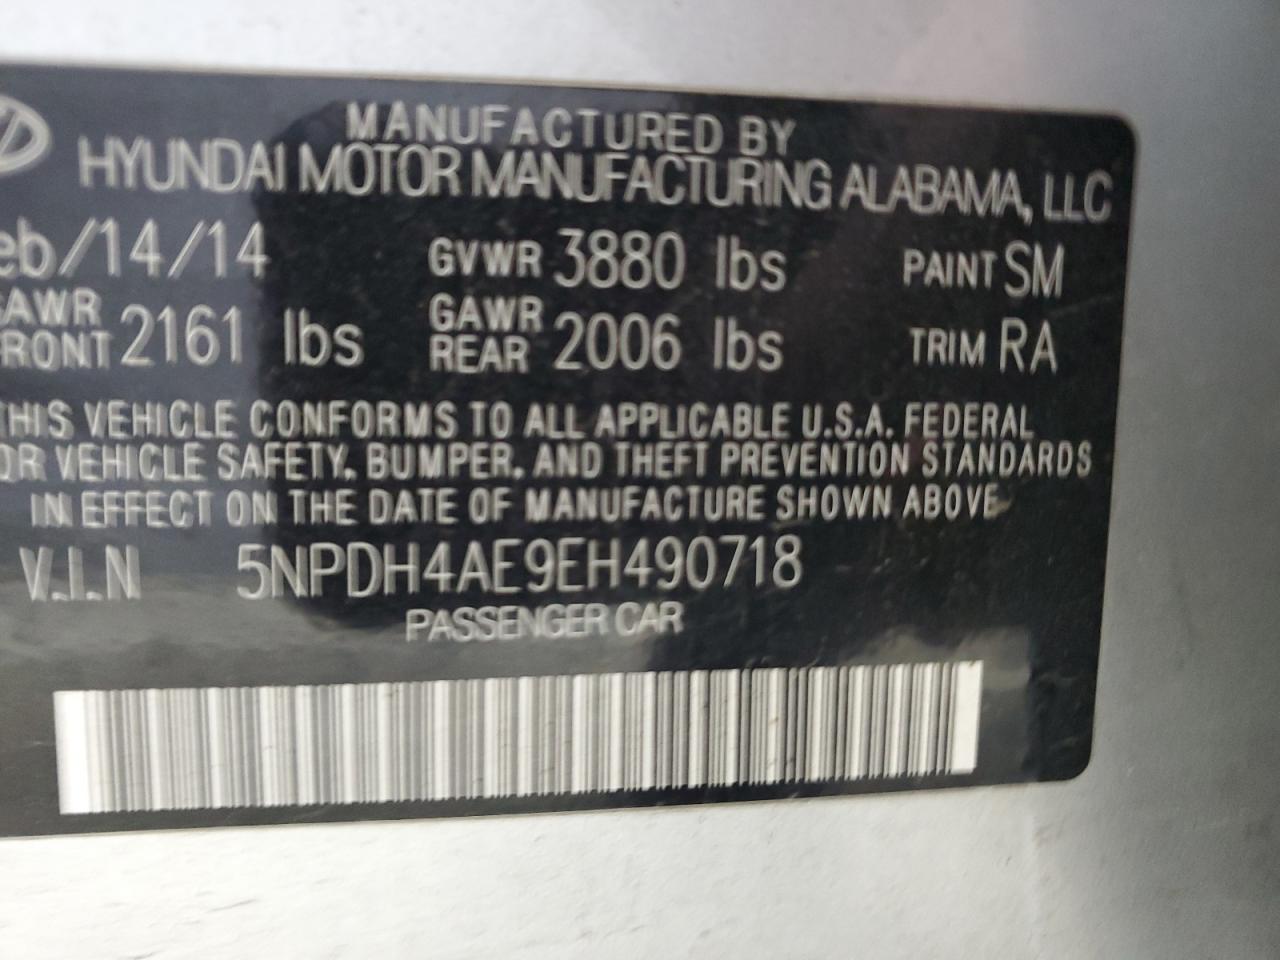 MANUFACTURED BY
HYUNDAI MOTOR MANUFACTURING ALABAMA, LLC
eb/14/14 GVWR 3880 lbs PAINT SM
GAWR FRONT 2161 lbs GAWR REAR 2006 lbs TRIM RA
THIS VEHICLE CONFORMS TO ALL APPLICABLE U.S.A. FEDERAL
OR VEHICLE SAFETY, BUMPER, AND THEFT PREVENTION STANDARDS
IN EFFECT ON THE DATE OF MANUFACTURE SHOWN ABOVE
V.I.N 5NPDH4AE9EH490718
PASSENGER CAR